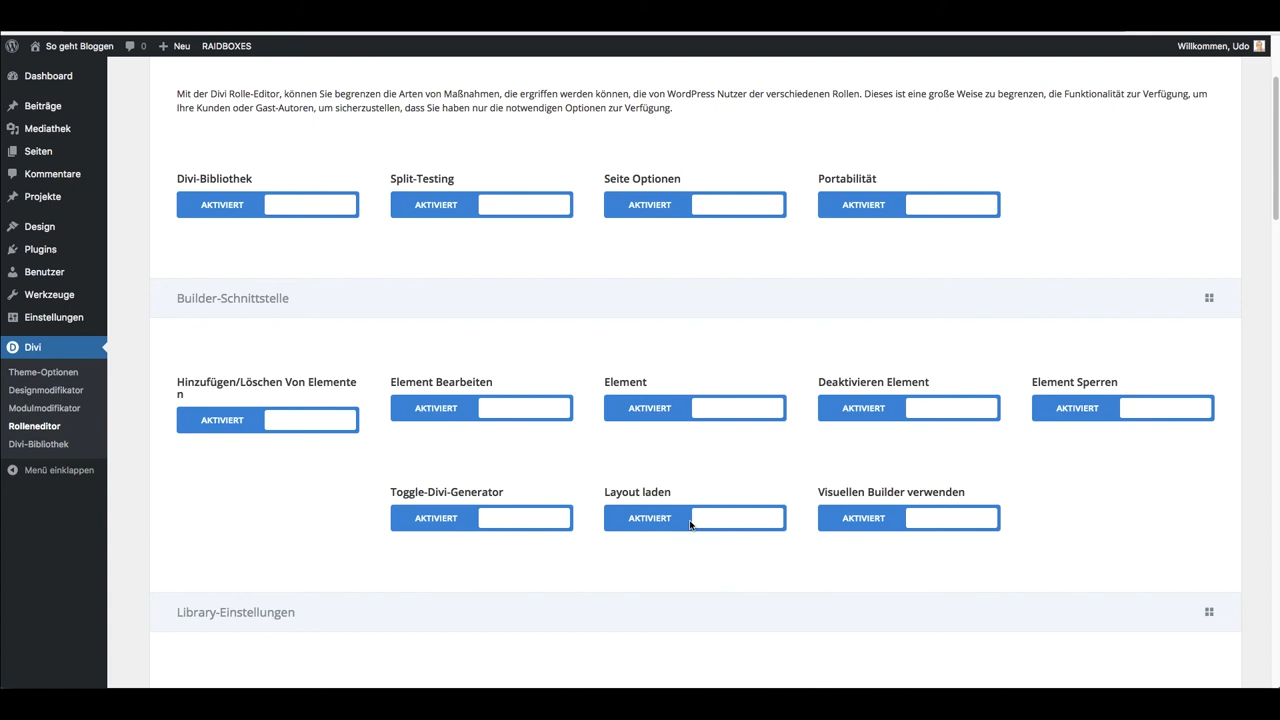 So geht Bloggen 0 Neu RAIDBOXES Willkommen, Udo
Dashboard
Beiträge
Mediathek
Seiten
Kommentare
Projekte
Design
Plugins
Benutzer
Werkzeuge
Einstellungen
Divi
Theme-Optionen
Designmodifikator
Modulmodifikator
Rolleneditor
Divi-Bibliothek
Menü einklappen
Mit der Divi Rolle-Editor, können Sie begrenzen die Arten von Maßnahmen, die ergriffen werden können, die von WordPress Nutzer der verschiedenen Rollen. Dieses ist eine große Weise zu begrenzen, die Funktionalität zur Verfügung, um
Ihre Kunden oder Gast-Autoren, um sicherzustellen, dass Sie haben nur die notwendigen Optionen zur Verfügung.
Divi-Bibliothek Split-Testing Seite Optionen Portabilität
AKTIVIERT AKTIVIERT AKTIVIERT AKTIVIERT
Builder-Schnittstelle
Hinzufügen/Löschen Von Elemente
n
Element Bearbeiten Element Deaktivieren Element Element Sperren
AKTIVIERT AKTIVIERT AKTIVIERT AKTIVIERT AKTIVIERT
Toggle-Divi-Generator Layout laden Visuellen Builder verwenden
AKTIVIERT AKTIVIERT AKTIVIERT
Library-Einstellungen